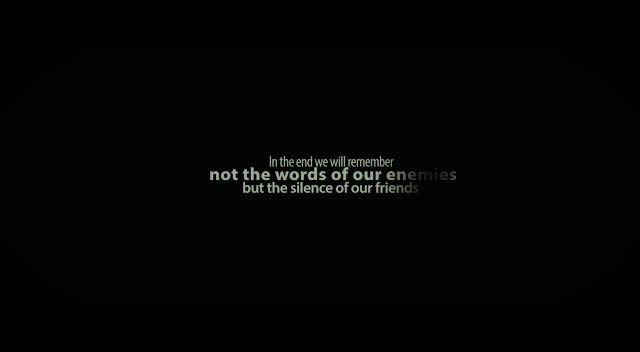 In the end we will remember
not the words of our enemies
but the silence of our friends